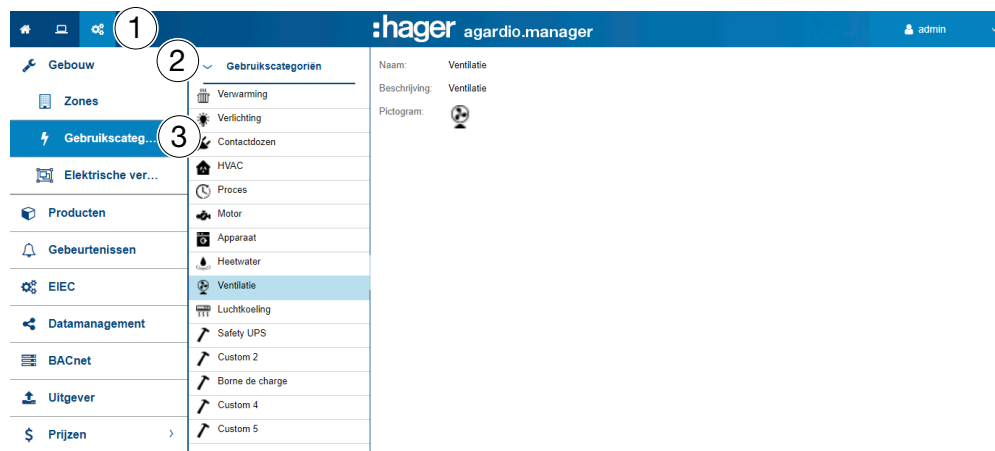 1
:hager agardio.manager
admin
Gebouw
Zones
Gebruikscateg...
Elektrische ver...
Producten
Gebeurtenissen
EIEC
Datamanagement
BACnet
Uitgever
Prijzen
2
Gebruikscategoriën
3
Verwarming
Verlichting
Contactdozen
HVAC
Proces
Motor
Apparaat
Heetwater
Ventilatie
Luchtkoeling
Safety UPS
Custom 2
Borne de charge
Custom 4
Custom 5
Naam: Ventilatie
Beschrijving: Ventilatie
Pictogram: